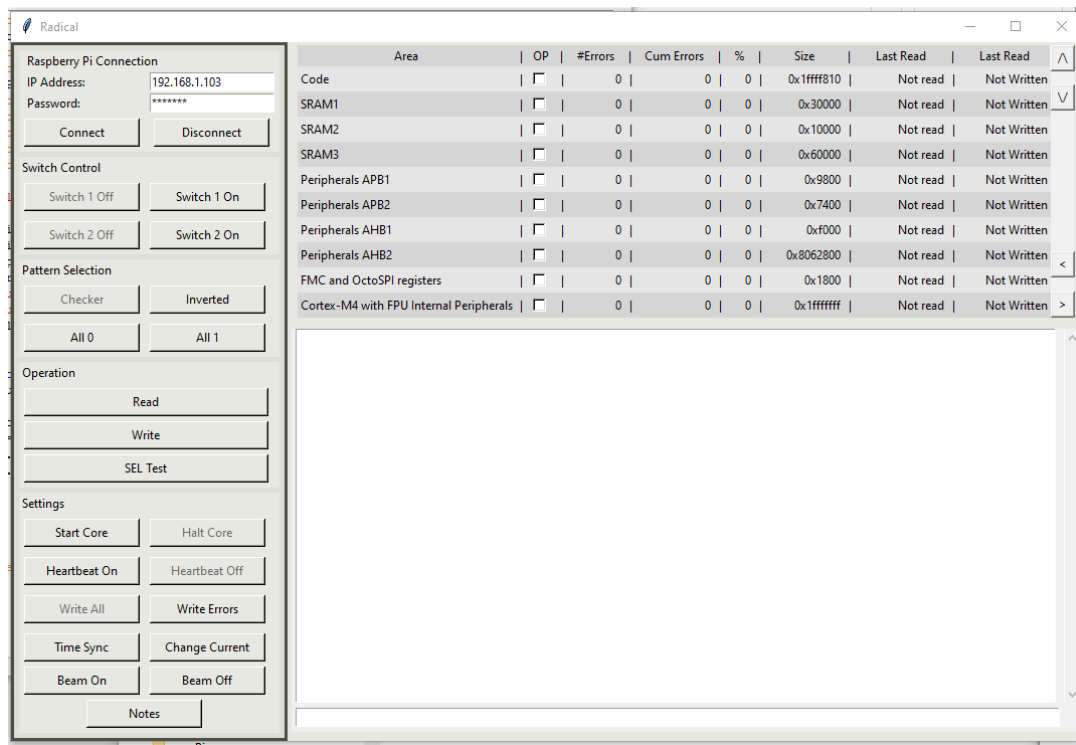 Radical
Raspberry Pi Connection
IP Address: 192.168.1.103
Password: *******
Connect Disconnect
Switch Control
Switch 1 Off Switch 1 On
Switch 2 Off Switch 2 On
Pattern Selection
Checker Inverted
All 0 All 1
Operation
Read
Write
SEL Test
Settings
Start Core Halt Core
Heartbeat On Heartbeat Off
Write All Write Errors
Time Sync Change Current
Beam On Beam Off
Notes
Area | OP | #Errors | Cum Errors | % | Size | Last Read | Last Read
Code | | 0 | 0 | 0 | 0x1ffff810 | Not read | Not Written
SRAM1 | | 0 | 0 | 0 | 0x30000 | Not read | Not Written
SRAM2 | | 0 | 0 | 0 | 0x10000 | Not read | Not Written
SRAM3 | | 0 | 0 | 0 | 0x60000 | Not read | Not Written
Peripherals APB1 | | 0 | 0 | 0 | 0x9800 | Not read | Not Written
Peripherals APB2 | | 0 | 0 | 0 | 0x7400 | Not read | Not Written
Peripherals AHB1 | | 0 | 0 | 0 | 0xf000 | Not read | Not Written
Peripherals AHB2 | | 0 | 0 | 0 | 0x8062800 | Not read | Not Written
FMC and OctoSPI registers | | 0 | 0 | 0 | 0x1800 | Not read | Not Written
Cortex-M4 with FPU Internal Peripherals | | 0 | 0 | 0 | 0x1fffffff | Not read | Not Written
/\
\/
<
>